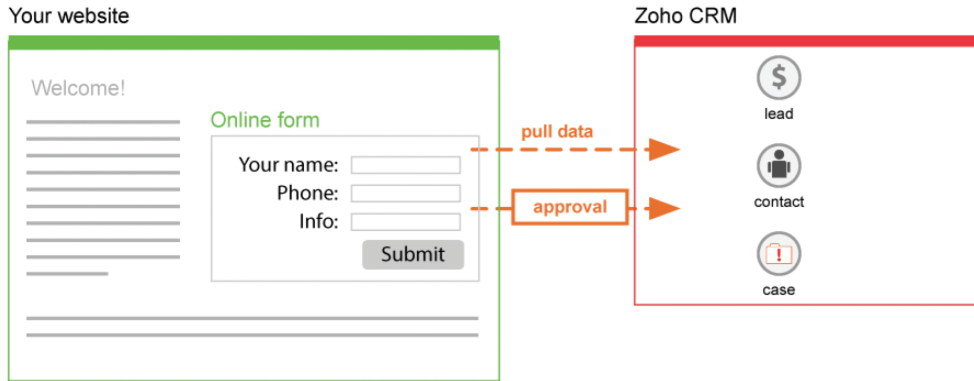 Your website
Zoho CRM
Welcome!
Online form
Your name:
Phone:
Info:
Submit
pull data
approval
$
lead
contact
!
case